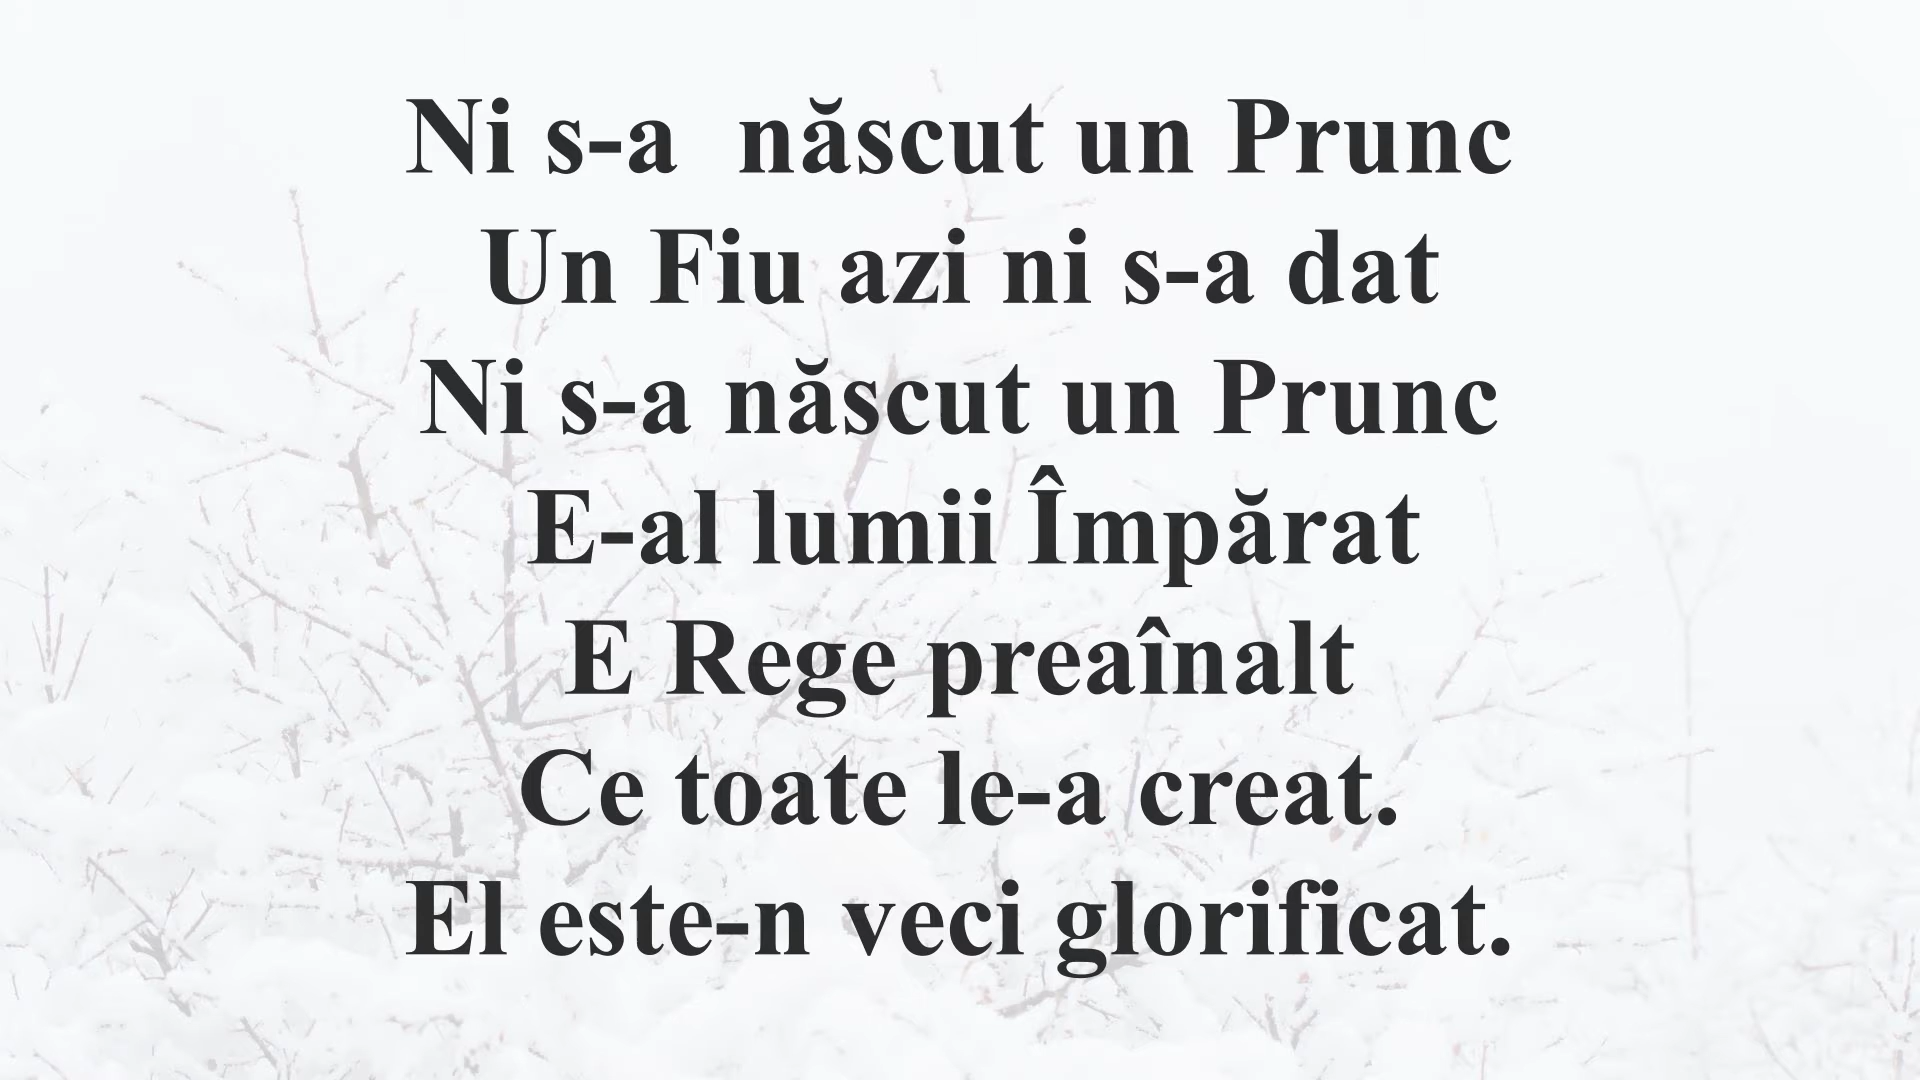 Ni s-a  născut un Prunc
Un Fiu azi ni s-a dat
Ni s-a născut un Prunc
E-al lumii Împărat
E Rege preaînalt
Ce toate le-a creat.
El este-n veci glorificat.